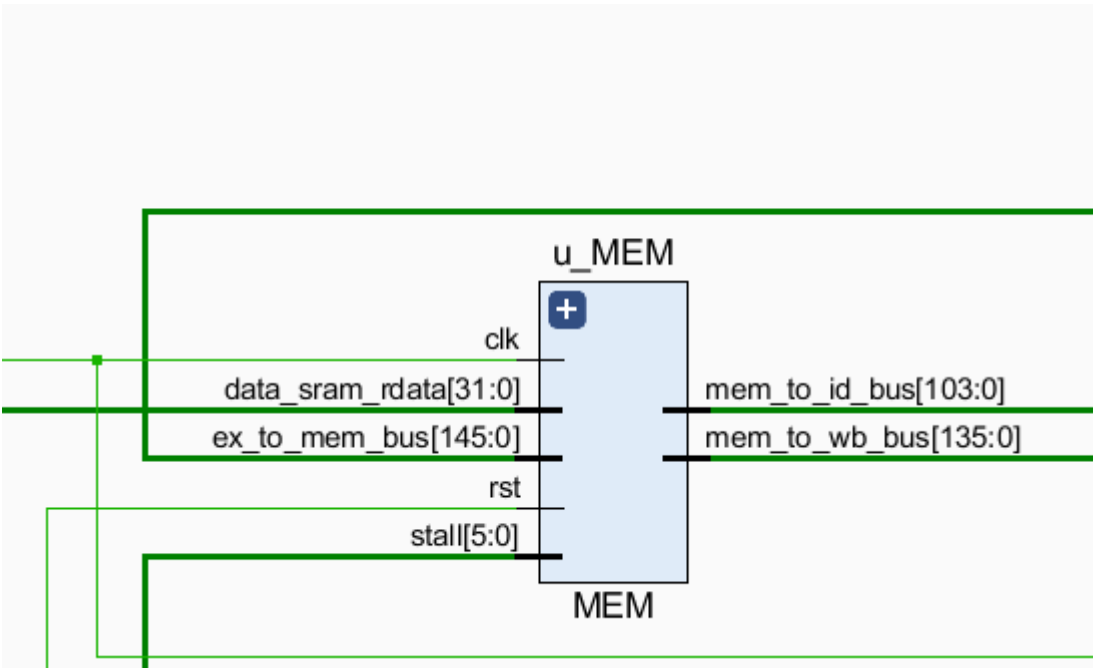 u_MEM
clk
data_sram_rdata[31:0]
mem_to_id_bus[103:0]
ex_to_mem_bus[145:0]
mem_to_wb_bus[135:0]
rst
stall[5:0]
MEM